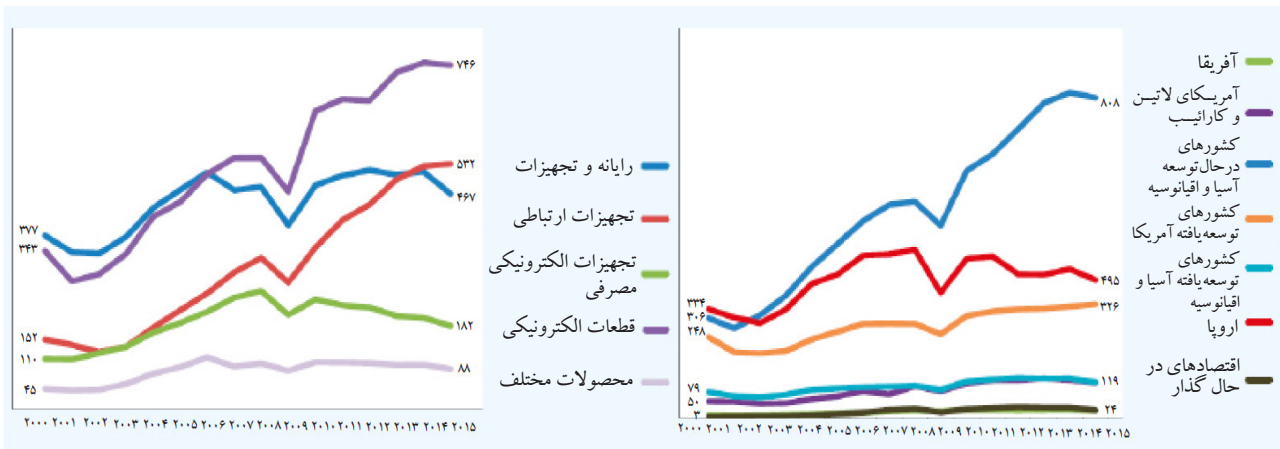 آفریقا
آمریـکای لاتیـن
و کارائیـب
کشورهای
درحال‌توسعه
آسیا و اقیانوسیه
کشورهای
توسعه‌یافته آمریکا
کشورهای
توسعه‌یافته آسیا و
اقیانوسیه
اروپا
اقتصادهای در
حال گذار
۳۳۴
۳۰۶
۲۴۸
۷۹
۵۰
۳
۸۰۸
۴۹۵
۳۲۶
۱۱۹
۲۴
۲۰۰۰ ۲۰۰۱ ۲۰۰۲ ۲۰۰۳ ۲۰۰۴ ۲۰۰۵ ۲۰۰۶ ۲۰۰۷ ۲۰۰۸ ۲۰۰۹ ۲۰۱۰ ۲۰۱۱ ۲۰۱۲ ۲۰۱۳ ۲۰۱۴ ۲۰۱۵
رایانه و تجهیزات
تجهیزات ارتباطی
تجهیزات الکترونیکی
مصرفی
قطعات الکترونیکی
محصولات مختلف
۳۷۷
۳۴۳
۱۵۲
۱۱۰
۴۵
۷۴۶
۵۳۲
۴۶۷
۱۸۲
۸۸
۲۰۰۰ ۲۰۰۱ ۲۰۰۲ ۲۰۰۳ ۲۰۰۴ ۲۰۰۵ ۲۰۰۶ ۲۰۰۷ ۲۰۰۸ ۲۰۰۹ ۲۰۱۰ ۲۰۱۱ ۲۰۱۲ ۲۰۱۳ ۲۰۱۴ ۲۰۱۵